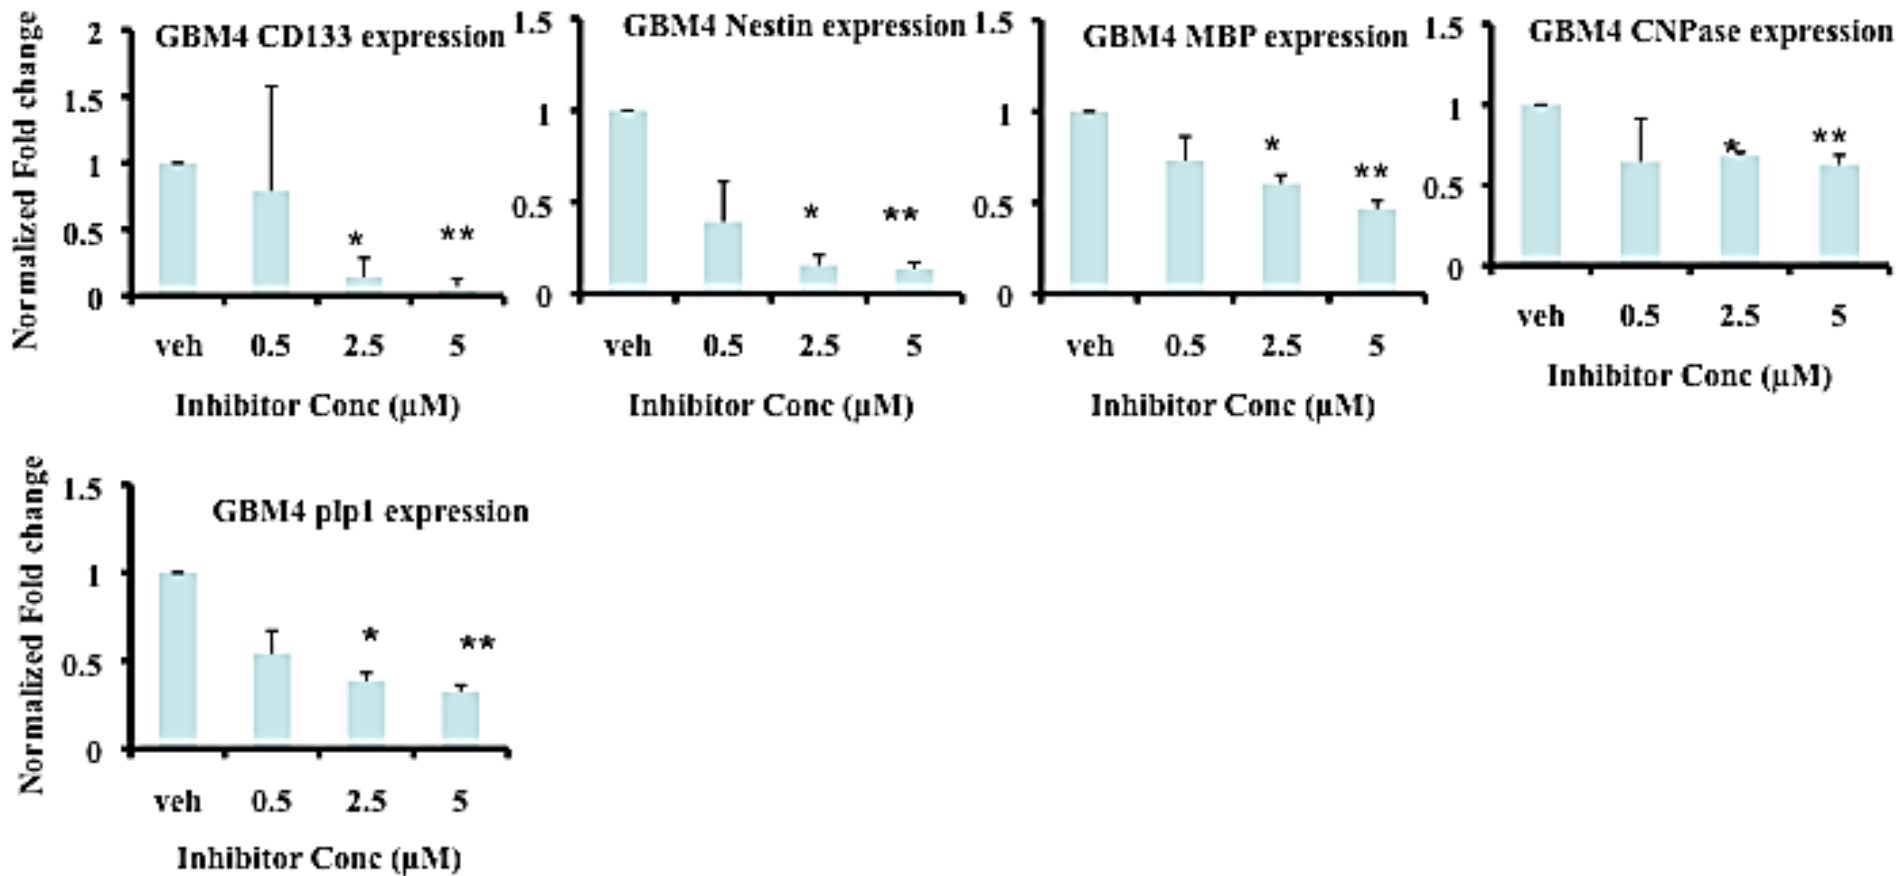 GBM4 CD133 expression
Normalized Fold change
2
1.5
1
0.5
0
*
**
veh 0.5 2.5 5
Inhibitor Conc (µM)
GBM4 Nestin expression
1.5
1
0.5
0
*
**
veh 0.5 2.5 5
Inhibitor Conc (µM)
GBM4 MBP expression
1.5
1
0.5
0
*
**
veh 0.5 2.5 5
Inhibitor Conc (µM)
GBM4 CNPase expression
1.5
1
0.5
0
*
**
veh 0.5 2.5 5
Inhibitor Conc (µM)
GBM4 plp1 expression
Normalized Fold change
1.5
1
0.5
0
*
**
veh 0.5 2.5 5
Inhibitor Conc (µM)